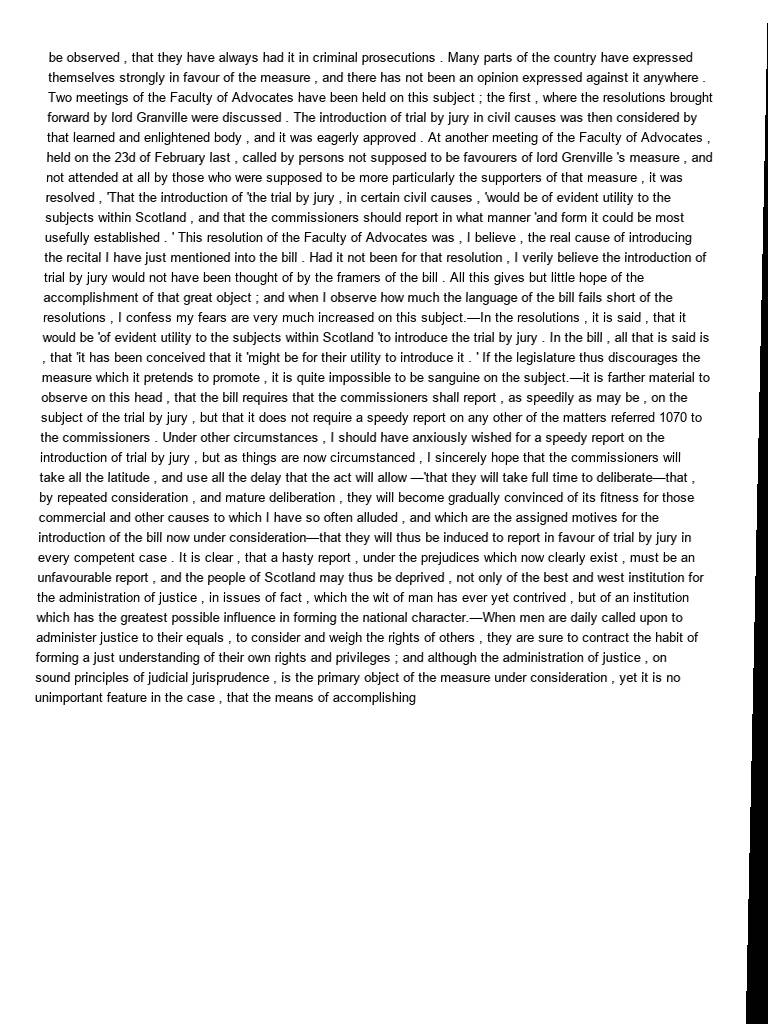 be observed , that they have always had it in criminal prosecutions . Many parts of the country have expressed
themselves strongly in favour of the measure , and there has not been an opinion expressed against it anywhere .
Two meetings of the Faculty of Advocates have been held on this subject ; the first , where the resolutions brought
forward by lord Granville were discussed . The introduction of trial by jury in civil causes was then considered by
that learned and enlightened body , and it was eagerly approved . At another meeting of the Faculty of Advocates ,
held on the 23d of February last , called by persons not supposed to be favourers of lord Grenville 's measure , and
not attended at all by those who were supposed to be more particularly the supporters of that measure , it was
resolved , 'That the introduction of 'the trial by jury , in certain civil causes , 'would be of evident utility to the
subjects within Scotland , and that the commissioners should report in what manner 'and form it could be most
usefully established . ' This resolution of the Faculty of Advocates was , I believe , the real cause of introducing
the recital I have just mentioned into the bill . Had it not been for that resolution , I verily believe the introduction of
trial by jury would not have been thought of by the framers of the bill . All this gives but little hope of the
accomplishment of that great object ; and when I observe how much the language of the bill fails short of the
resolutions , I confess my fears are very much increased on this subject.—In the resolutions , it is said , that it
would be 'of evident utility to the subjects within Scotland 'to introduce the trial by jury . In the bill , all that is said is
, that 'it has been conceived that it 'might be for their utility to introduce it . ' If the legislature thus discourages the
measure which it pretends to promote , it is quite impossible to be sanguine on the subject.—it is farther material to
observe on this head , that the bill requires that the commissioners shall report , as speedily as may be , on the
subject of the trial by jury , but that it does not require a speedy report on any other of the matters referred 1070 to
the commissioners . Under other circumstances , I should have anxiously wished for a speedy report on the
introduction of trial by jury , but as things are now circumstanced , I sincerely hope that the commissioners will
take all the latitude , and use all the delay that the act will allow —'that they will take full time to deliberate—that ,
by repeated consideration , and mature deliberation , they will become gradually convinced of its fitness for those
commercial and other causes to which I have so often alluded , and which are the assigned motives for the
introduction of the bill now under consideration—that they will thus be induced to report in favour of trial by jury in
every competent case . It is clear , that a hasty report , under the prejudices which now clearly exist , must be an
unfavourable report , and the people of Scotland may thus be deprived , not only of the best and west institution for
the administration of justice , in issues of fact , which the wit of man has ever yet contrived , but of an institution
which has the greatest possible influence in forming the national character.—When men are daily called upon to
administer justice to their equals , to consider and weigh the rights of others , they are sure to contract the habit of
forming a just understanding of their own rights and privileges ; and although the administration of justice , on
sound principles of judicial jurisprudence , is the primary object of the measure under consideration , yet it is no
unimportant feature in the case , that the means of accomplishing